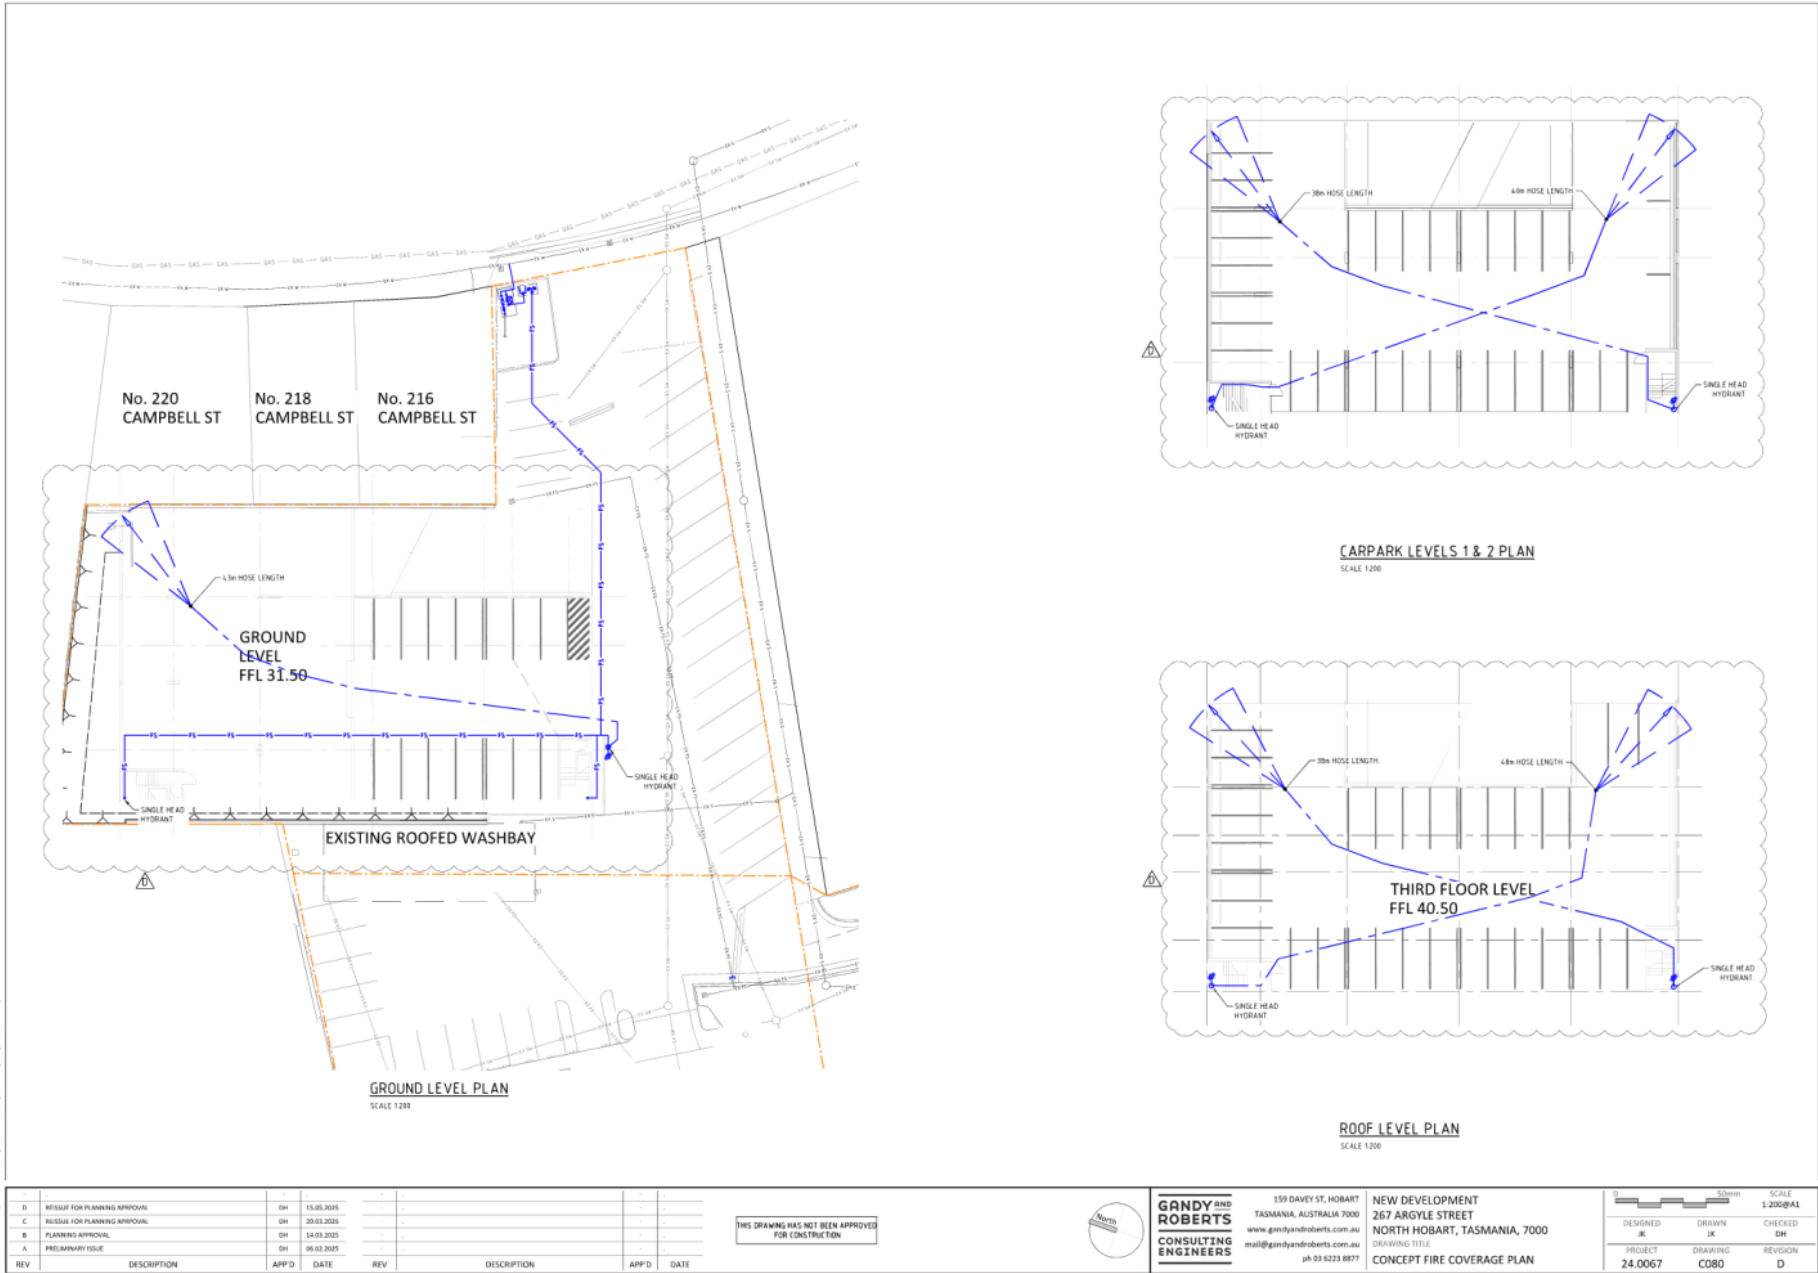 No. 220
CAMPBELL ST
No. 218
CAMPBELL ST
No. 216
CAMPBELL ST
43m HOSE LENGTH
GROUND
LEVEL
FFL 31.50
SINGLE HEAD
HYDRANT
SINGLE HEAD
HYDRANT
EXISTING ROOFED WASHBAY
D
GROUND LEVEL PLAN
SCALE 1:200
38m HOSE LENGTH
40m HOSE LENGTH
D
SINGLE HEAD
HYDRANT
SINGLE HEAD
HYDRANT
CARPARK LEVELS 1 & 2 PLAN
SCALE 1:200
38m HOSE LENGTH
48m HOSE LENGTH
D
THIRD FLOOR LEVEL
FFL 40.50
SINGLE HEAD
HYDRANT
SINGLE HEAD
HYDRANT
ROOF LEVEL PLAN
SCALE 1:200
D REISSUE FOR PLANNING APRPOVAL DH 15.05.2025
C REISSUE FOR PLANNING APRPOVAL DH 20.03.2025
B PLANNING APPROVAL DH 14.03.2025
A PRELIMINARY ISSUE DH 06.02.2025
REV DESCRIPTION APP'D DATE REV DESCRIPTION APP'D DATE
THIS DRAWING HAS NOT BEEN APPROVED
FOR CONSTRUCTION
North
GANDY AND
ROBERTS
CONSULTING
ENGINEERS
159 DAVEY ST, HOBART
TASMANIA, AUSTRALIA 7000
www.gandyandroberts.com.au
mail@gandyandroberts.com.au
ph 03 6223 8877
NEW DEVELOPMENT
267 ARGYLE STREET
NORTH HOBART, TASMANIA, 7000
DRAWING TITLE
CONCEPT FIRE COVERAGE PLAN
0 50mm
SCALE
1:200@A1
DESIGNED DRAWN CHECKED
JK JK DH
PROJECT DRAWING REVISION
24.0067 C080 D